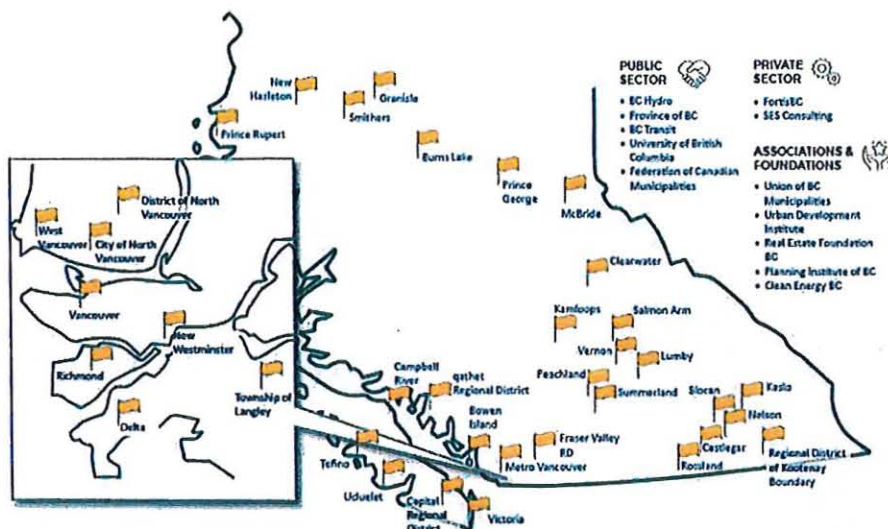 New
Hazleton
Granisle
Smithers
Prince Rupert
Burns Lake
Prince
George
McBride
PUBLIC
SECTOR
• BC Hydro
• Province of BC
• BC Transit
• University of British
Columbia
• Federation of Canadian
Municipalities
PRIVATE
SECTOR
• FortisBC
• SES Consulting
ASSOCIATIONS &
FOUNDATIONS
• Union of BC
Municipalities
• Urban Development
Institute
• Real Estate Foundation
BC
• Planning Institute of BC
• Clean Energy BC
District of North
Vancouver
West
Vancouver
City of North
Vancouver
Vancouver
New
Westminster
Richmond
Township of
Langley
Delta
Clearwater
Kamloops
Salmon Arm
Vernon
Lumby
Peachland
Summerland
Slocan
Kaslo
Nelson
Castlegar
Rossland
Regional District
of Kootenay
Boundary
Campbell
River
qathet
Regional District
Bowen
Island
Fraser Valley
RD
Metro Vancouver
Tofino
Ucluelet
Capital
Regional
District
Victoria